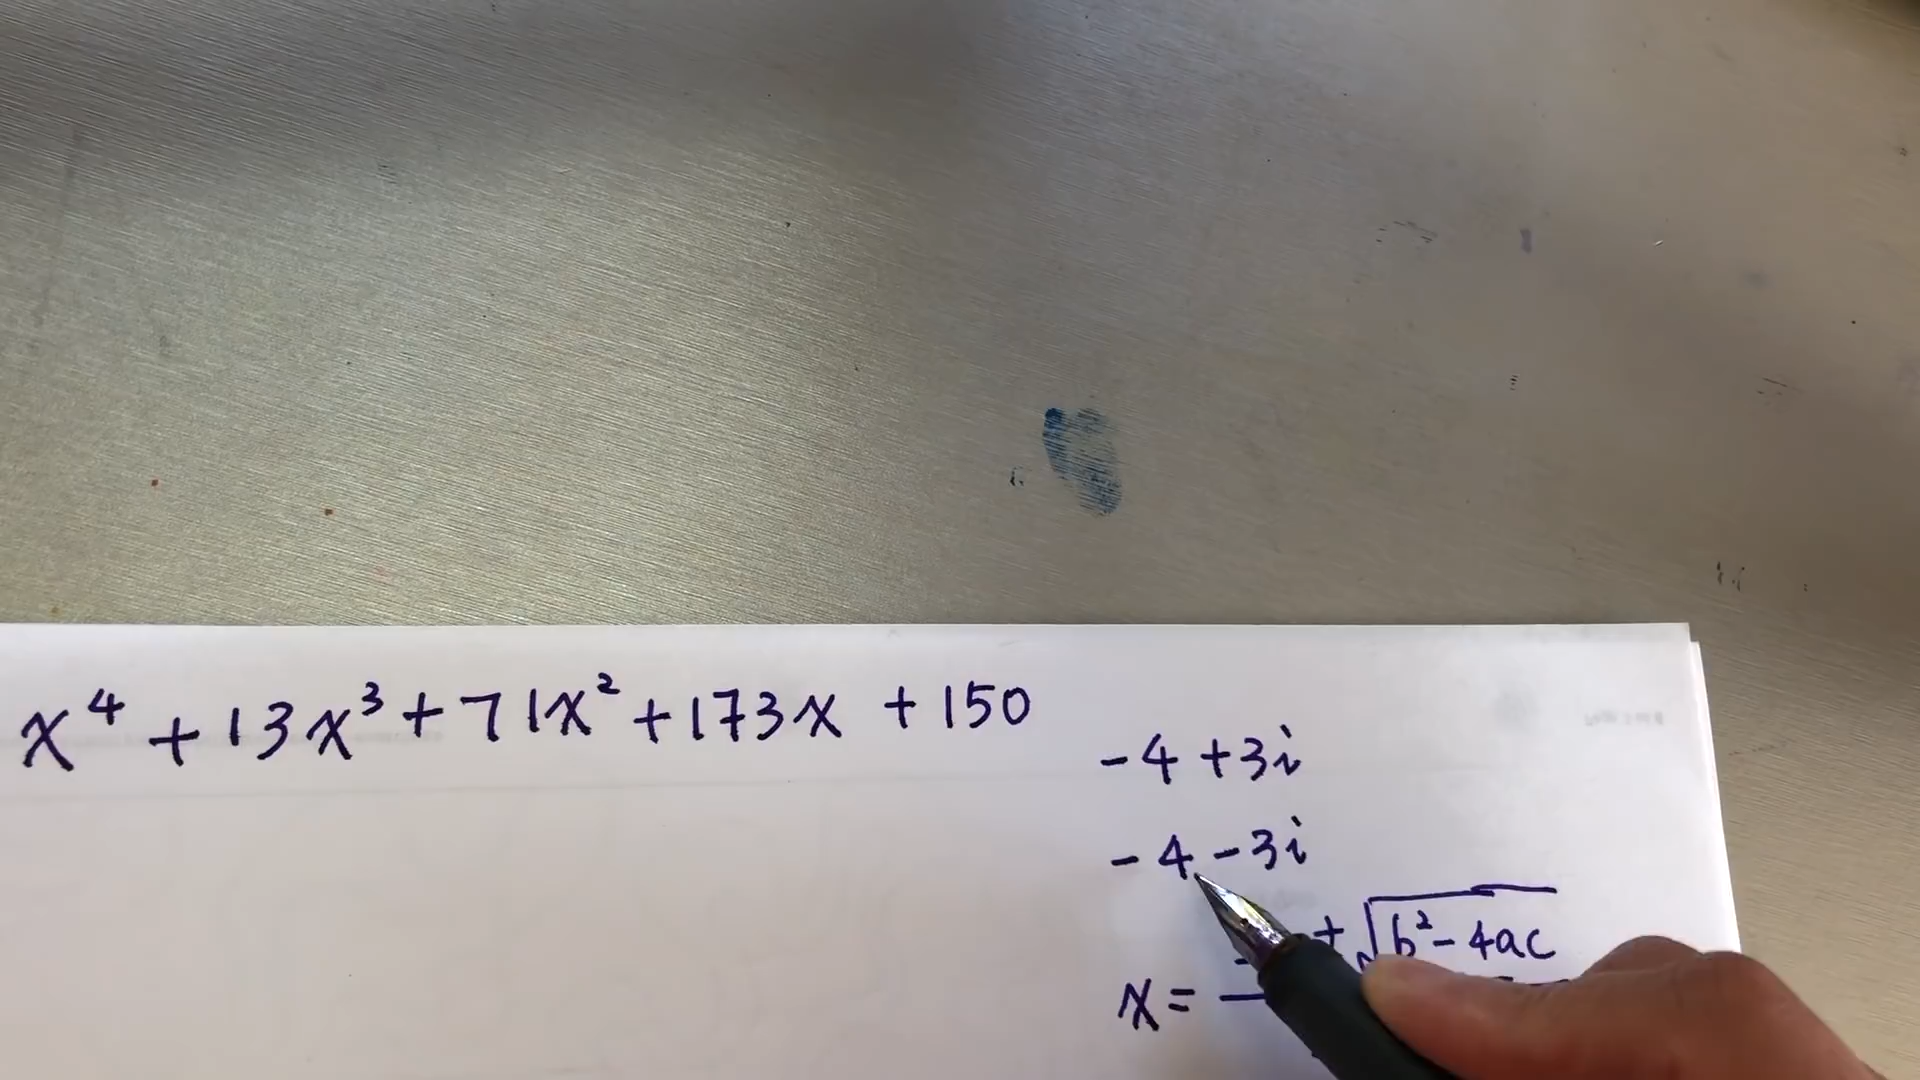 x⁴ + 13x³ + 71x² + 173x + 150
-4 + 3i
-4 - 3i
x = ± √b² - 4ac